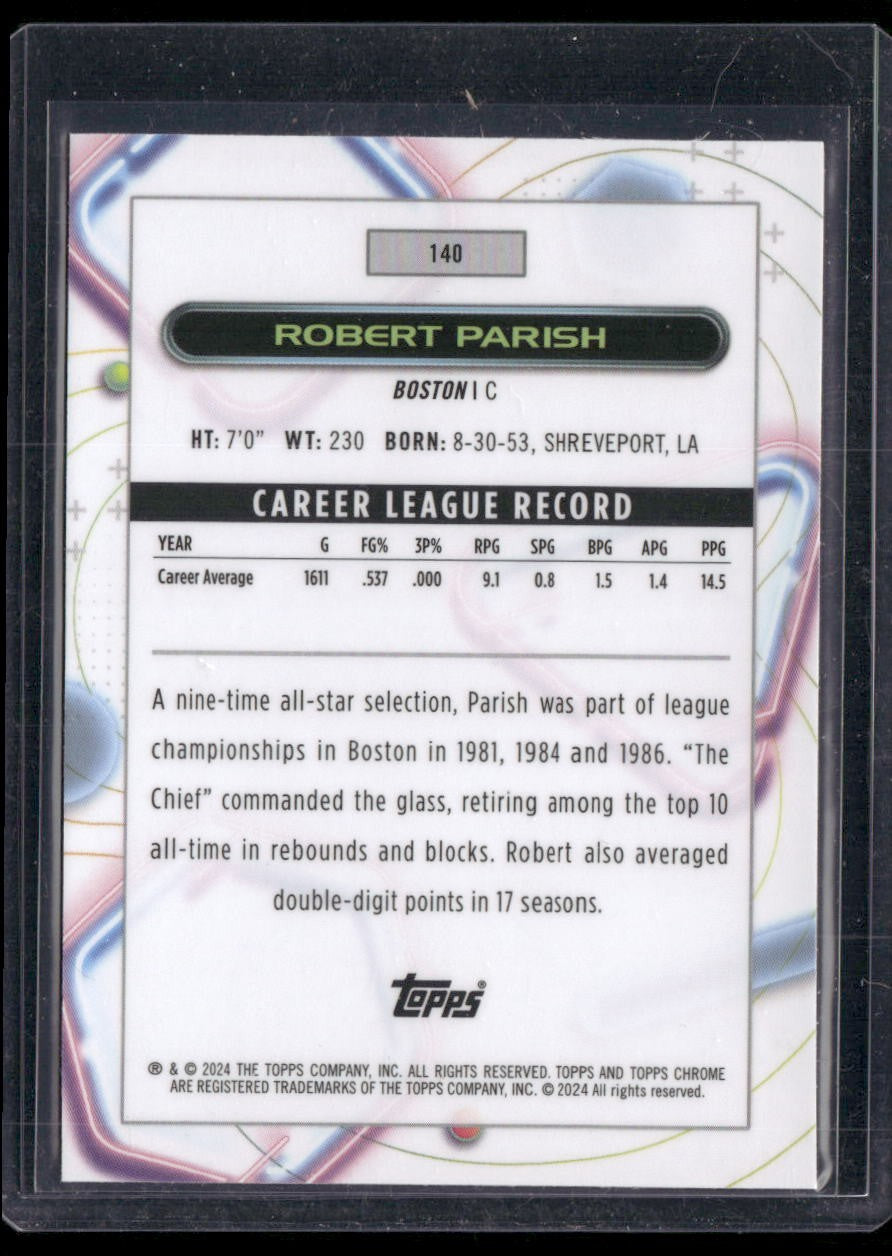 140
ROBERT PARISH
BOSTON | C
HT: 7'0” WT: 230 BORN: 8-30-53, SHREVEPORT, LA
CAREER LEAGUE RECORD
YEAR G FG% 3P% RPG SPG BPG APG PPG
Career Average 1611 .537 .000 9.1 0.8 1.5 1.4 14.5
A nine-time all-star selection, Parish was part of league
championships in Boston in 1981, 1984 and 1986. “The
Chief” commanded the glass, retiring among the top 10
all-time in rebounds and blocks. Robert also averaged
double-digit points in 17 seasons.
Topps®
® & © 2024 THE TOPPS COMPANY, INC. ALL RIGHTS RESERVED. TOPPS AND TOPPS CHROME
ARE REGISTERED TRADEMARKS OF THE TOPPS COMPANY, INC. © 2024 All rights reserved.